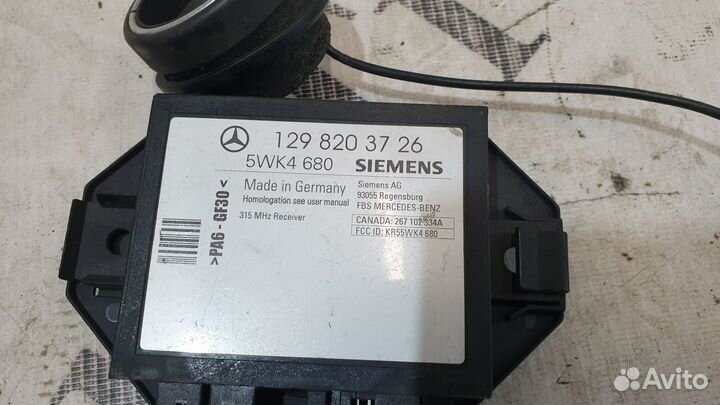 129 820 37 26
5WK4 680 SIEMENS
Made in Germany
Homologation see user manual
315 MHz Receiver
Siemens AG
93055 Regensburg
FBS MERCEDES-BENZ
CANADA: 267 102 334A
FCC ID: KR55WK4 680
>PA6-GF30<
Avito